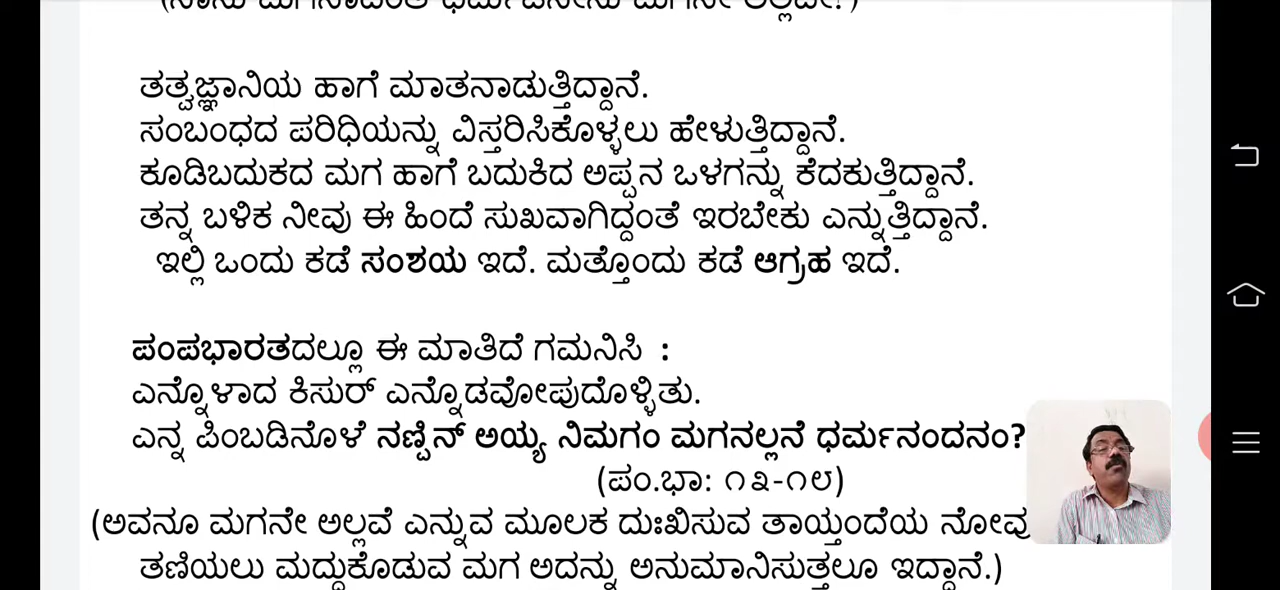 ತತ್ವಜ್ಞಾನಿಯ ಹಾಗೆ ಮಾತನಾಡುತ್ತಿದ್ದಾನೆ.
ಸಂಬಂಧದ ಪರಿಧಿಯನ್ನು ವಿಸ್ತರಿಸಿಕೊಳ್ಳಲು ಹೇಳುತ್ತಿದ್ದಾನೆ.
ಕೂಡಿಬದುಕದ ಮಗ ಹಾಗೆ ಬದುಕಿದ ಅಪ್ಪನ ಒಳಗನ್ನು ಕೆದಕುತ್ತಿದ್ದಾನೆ.
ತನ್ನ ಬಳಿಕ ನೀವು ಈ ಹಿಂದೆ ಸುಖವಾಗಿದ್ದಂತೆ ಇರಬೇಕು ಎನ್ನುತ್ತಿದ್ದಾನೆ.
ಇಲ್ಲಿ ಒಂದು ಕಡೆ ಸಂಶಯ ಇದೆ. ಮತ್ತೊಂದು ಕಡೆ ಆಗ್ರಹ ಇದೆ.
ಪಂಪಭಾರತದಲ್ಲೂ ಈ ಮಾತಿದೆ ಗಮನಿಸಿ :
ಎನ್ನೊಳಾದ ಕಿಸುರ್ ಎನ್ನೊಡವೋಪುದೊಳ್ಳಿತು.
ಎನ್ನ ಪಿಂಬಡಿನೊಳೆ ನಣ್ಪಿನ್ ಅಯ್ಯ ನಿಮಗಂ ಮಗನಲ್ಲನೆ ಧರ್ಮನಂದನಂ?
(ಪಂ.ಭಾ: ೧೩-೧೮)
(ಅವನೂ ಮಗನೇ ಅಲ್ಲವೆ ಎನ್ನುವ ಮೂಲಕ ದುಃಖಿಸುವ ತಾಯ್ತಂದೆಯ ನೋವು
ತಣಿಯಲು ಮದ್ದುಕೊಡುವ ಮಗ ಅದನ್ನು ಅನುಮಾನಿಸುತ್ತಲೂ ಇದ್ದಾನೆ.)